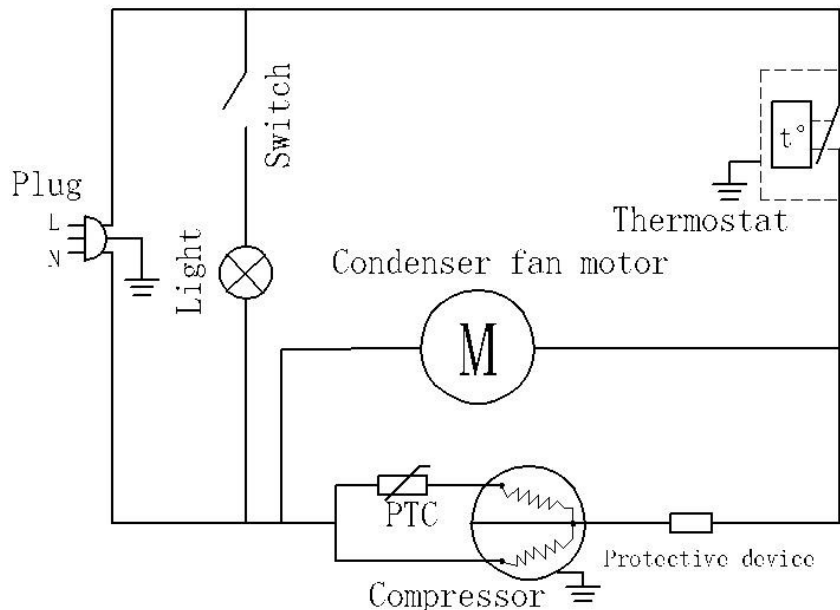 Switch
t°
Plug
L
N
Thermostat
Light
Condenser fan motor
M
PTC
Protective device
Compressor